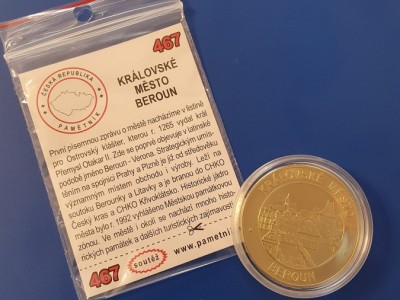 467
ČESKÁ REPUBLIKA
PAMĚTNÍK
KRÁLOVSKÉ
MĚSTO
BEROUN
První písemnou zprávu o městě nacházíme v listině
pro Ostrovský klášter, kterou r. 1265 vydal král
Přemysl Otakar II. Zde se poprvé objevuje v latinské
podobě jméno Beroun - Verona. Strategickým umís-
těním na spojnici Prahy a Plzně je již od středověku
významným místem obchodu i výroby. Leží na
soutoku Berounky a Litavky a je branou do CHKO
Český kras a CHKO Křivoklátsko. Historické jádro
města bylo r. 1992 vyhlášeno Městskou památkovou
zónou. Ve městě i okolí se nachází mnoho histo-
rických památek a dalších turistických zajímavostí.
467
soutěž
www.pametni
KRÁLOVSKÉ MĚSTO
BEROUN